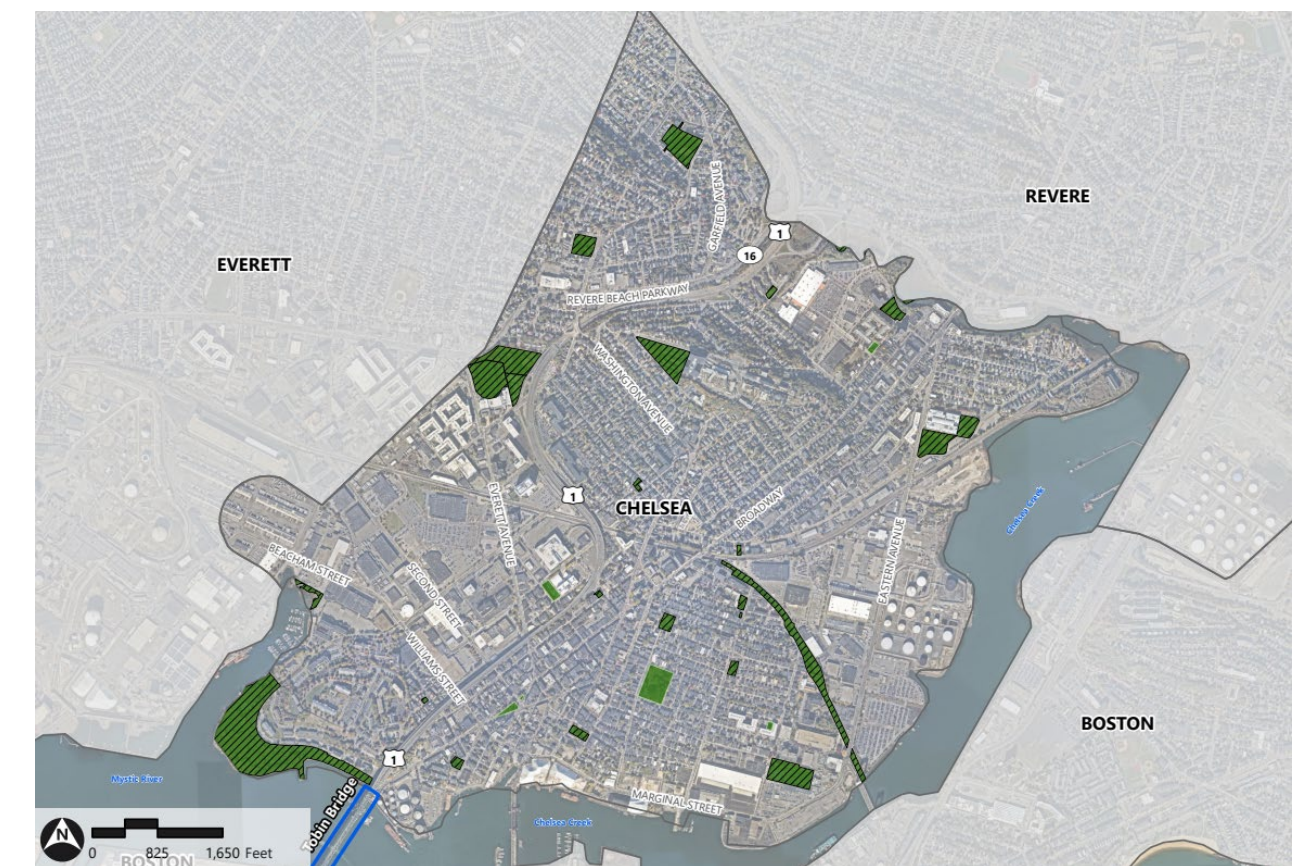 GARFIELD AVENUE
REVERE
1
16
EVERETT
REVERE BEACH PARKWAY
WASHINGTON AVENUE
EVERETT AVENUE
1
CHELSEA
BROADWAY
Chelsea Creek
EASTERN AVENUE
BEACHAM STREET
SECOND STREET
WILLIAMS STREET
BOSTON
1
Mystic River
Tobin Bridge
MARGINAL STREET
Chelsea Creek
N
0 825 1,650 Feet
BOSTON